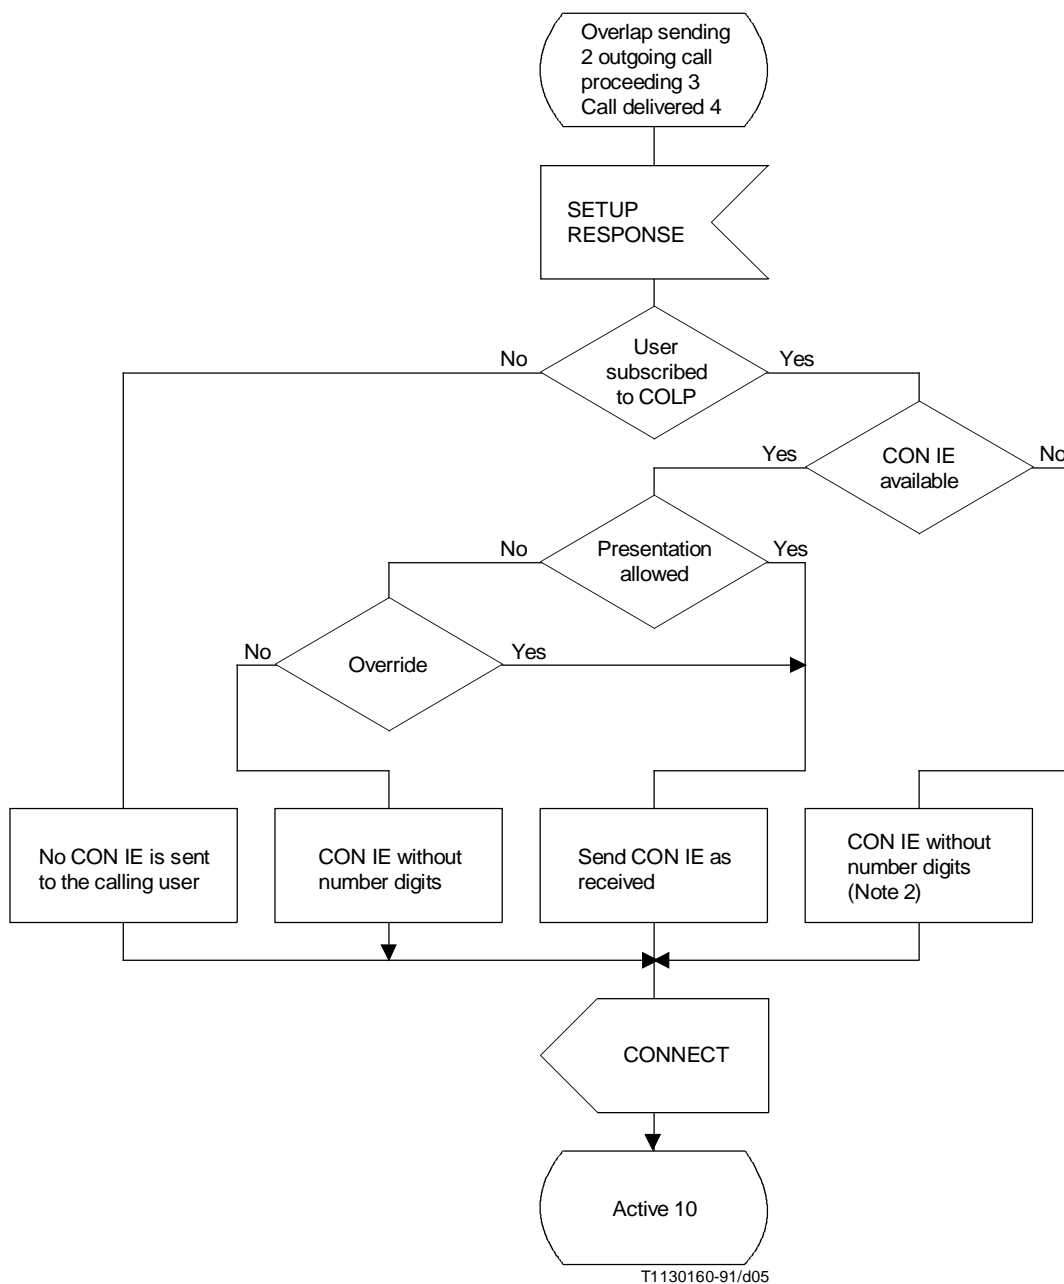 Overlap sending
2 outgoing call
proceeding 3
Call delivered 4
SETUP
RESPONSE
No
User
subscribed
to COLP
Yes
Yes
CON IE
available
No
No
Presentation
allowed
Yes
No
Override
Yes
No CON IE is sent
to the calling user
CON IE without
number digits
Send CON IE as
received
CON IE without
number digits
(Note 2)
CONNECT
Active 10
T1130160-91/d05